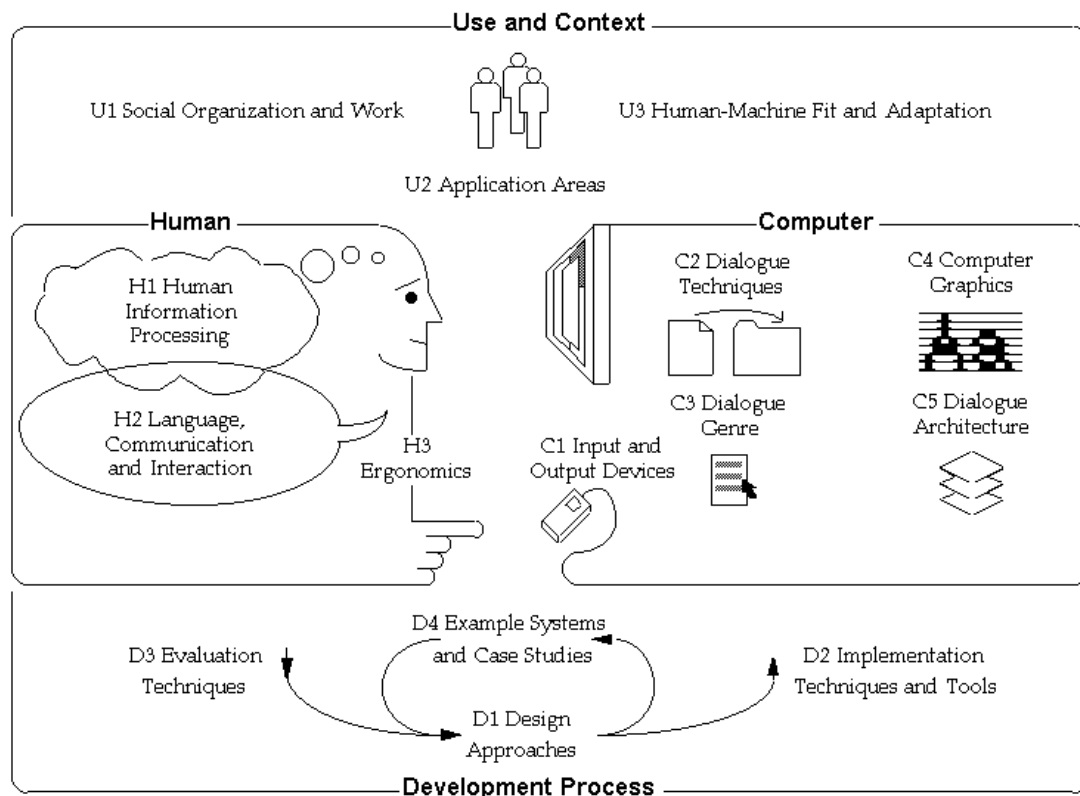 Use and Context
U1 Social Organization and Work
U3 Human-Machine Fit and Adaptation
U2 Application Areas
Human
H1 Human
Information
Processing
H2 Language,
Communication
and Interaction
H3
Ergonomics
Computer
C2 Dialogue
Techniques
C4 Computer
Graphics
C3 Dialogue
Genre
C5 Dialogue
Architecture
C1 Input and
Output Devices
D4 Example Systems
and Case Studies
D3 Evaluation
Techniques
D2 Implementation
Techniques and Tools
D1 Design
Approaches
Development Process